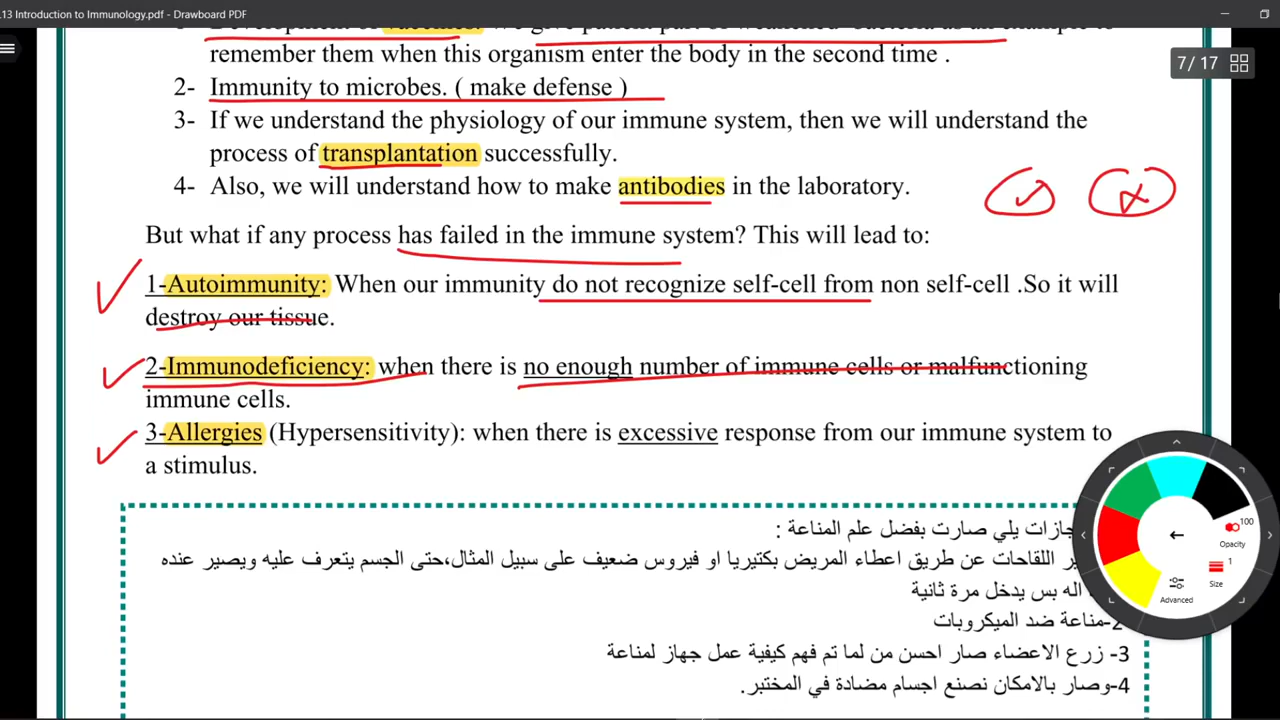 .13 Introduction to Immunology.pdf - Drawboard PDF
7 / 17
remember them when this organism enter the body in the second time .
2- Immunity to microbes. ( make defense )
3- If we understand the physiology of our immune system, then we will understand the
process of transplantation successfully.
4- Also, we will understand how to make antibodies in the laboratory.
But what if any process has failed in the immune system? This will lead to:
1-Autoimmunity: When our immunity do not recognize self-cell from non self-cell .So it will
destroy our tissue.
2-Immunodeficiency: when there is no enough number of immune cells or malfunctioning
immune cells.
3-Allergies (Hypersensitivity): when there is excessive response from our immune system to
a stimulus.
يلي صارت بفضل علم المناعة :
اللقاحات عن طريق اعطاء المريض بكتيريا او فيروس ضعيف على سبيل المثال،حتى الجسم يتعرف عليه ويصير عنده
اله بس يدخل مرة ثانية
2-مناعة ضد الميكروبات
3- زرع الاعضاء صار احسن من لما تم فهم كيفية عمل جهاز لمناعة
4-وصار بالامكان نصنع اجسام مضادة في المختبر.
100
Opacity
1
Size
Advanced